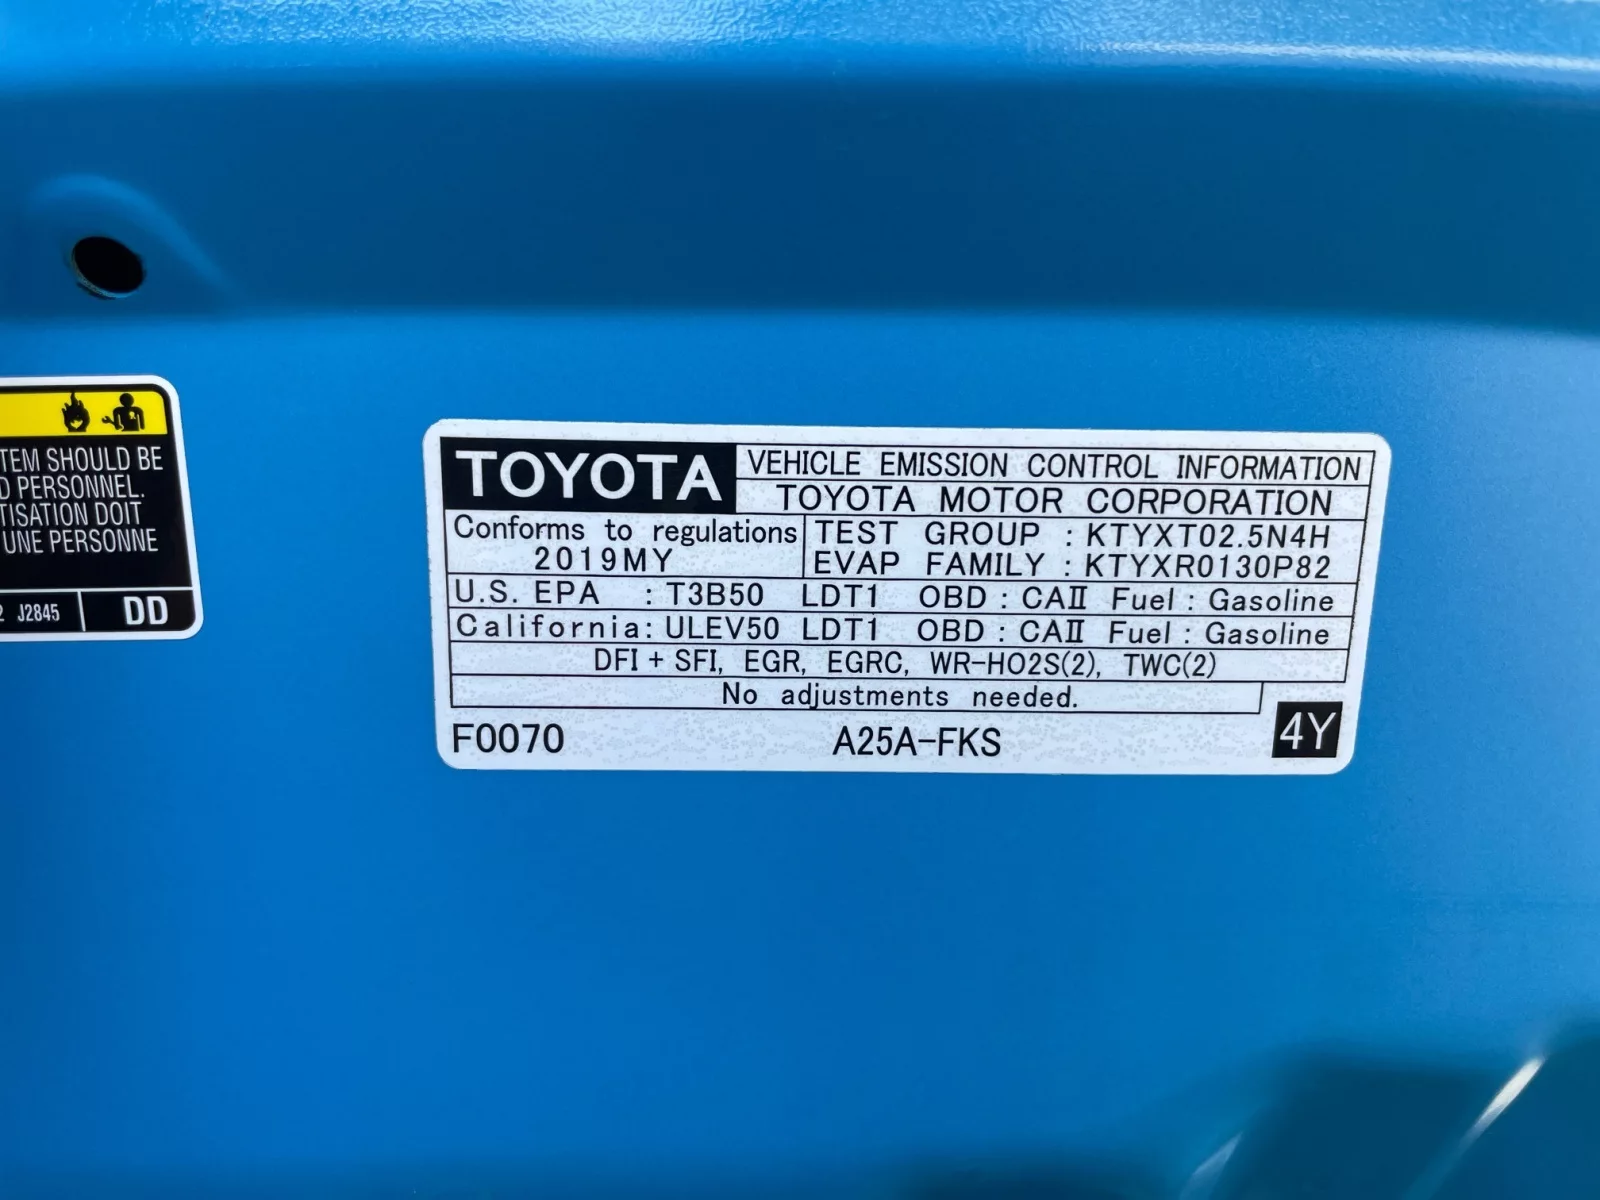 TEM SHOULD BE
D PERSONNEL.
TISATION DOIT
UNE PERSONNE
2 J2845 DD
TOYOTA
VEHICLE EMISSION CONTROL INFORMATION
TOYOTA MOTOR CORPORATION
Conforms to regulations
2019MY
TEST GROUP : KTYXT02.5N4H
EVAP FAMILY : KTYXR0130P82
U.S. EPA : T3B50 LDT1 OBD : CAⅡ Fuel : Gasoline
California: ULEV50 LDT1 OBD : CAⅡ Fuel : Gasoline
DFI + SFI, EGR, EGRC, WR-HO2S(2), TWC(2)
No adjustments needed.
F0070 A25A-FKS 4Y